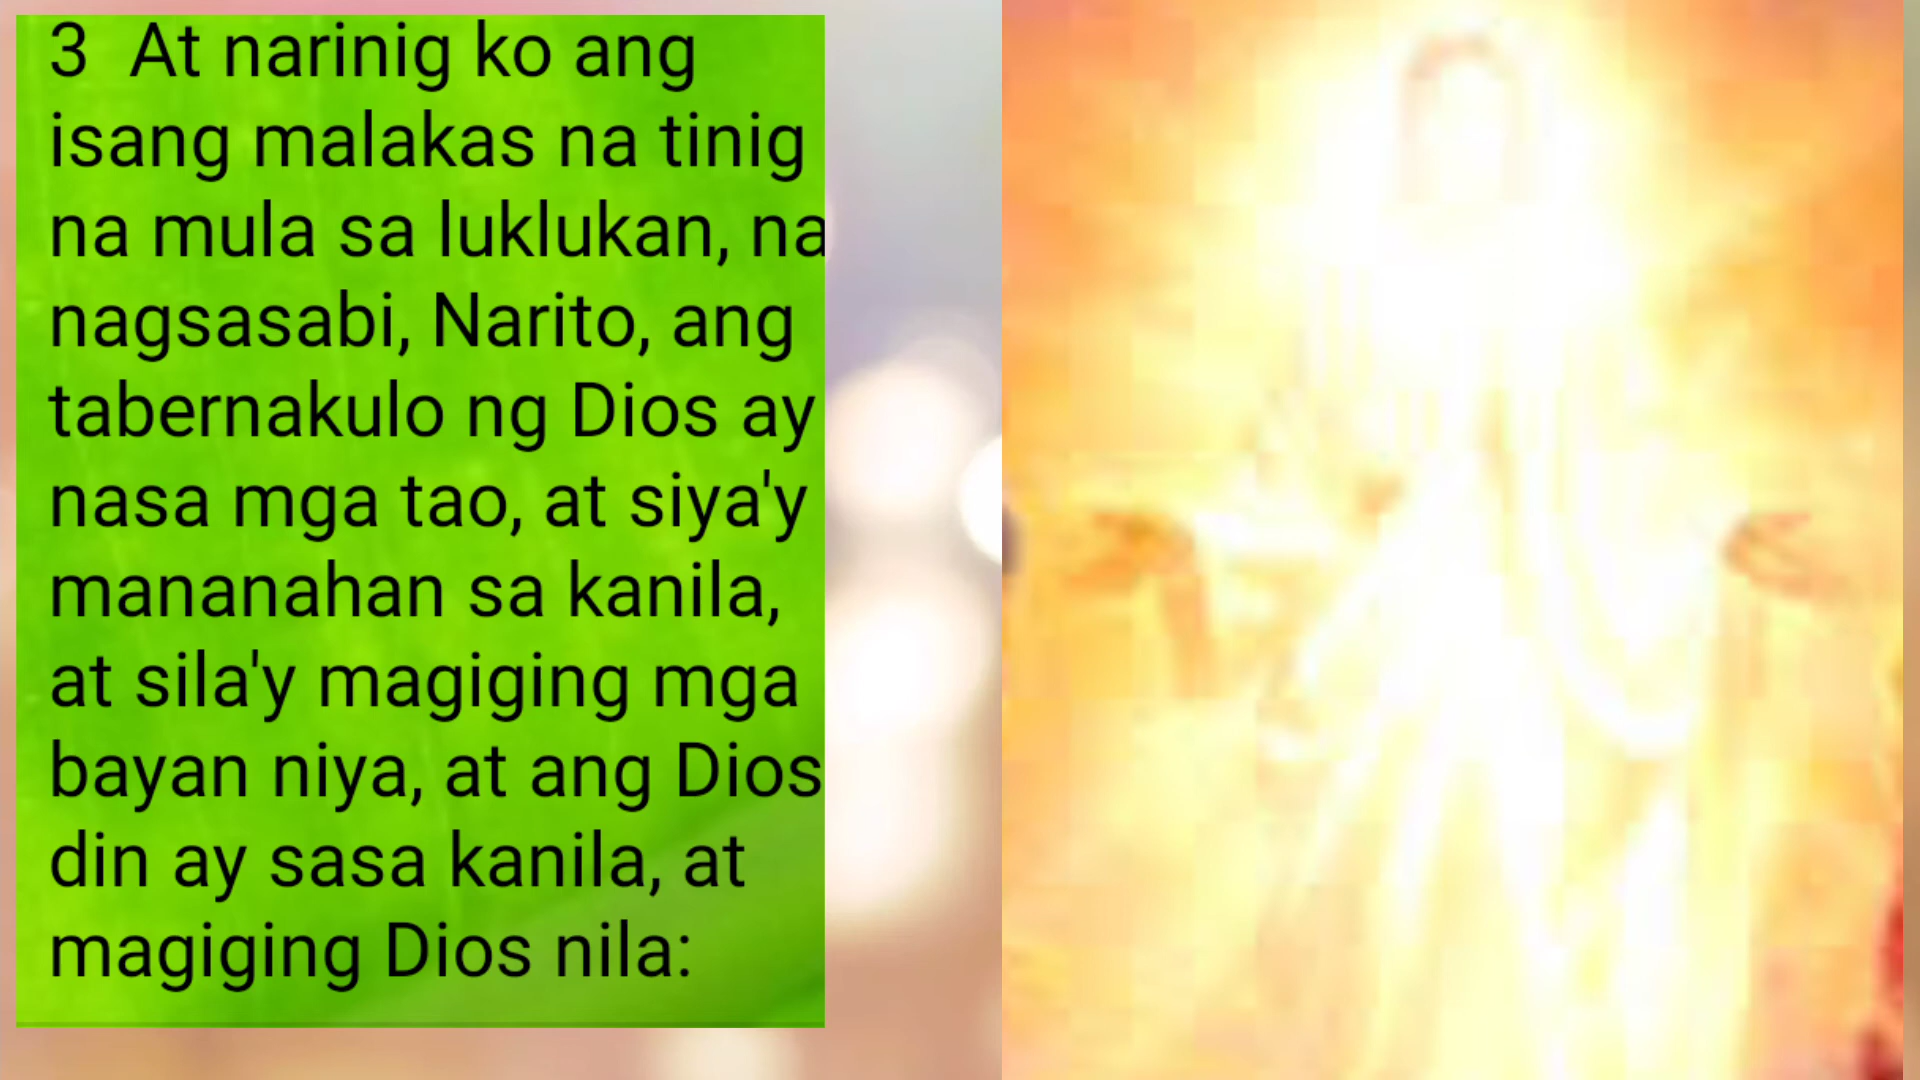 3 At narinig ko ang
isang malakas na tinig
na mula sa luklukan, na
nagsasabi, Narito, ang
tabernakulo ng Dios ay
nasa mga tao, at siya'y
mananahan sa kanila,
at sila'y magiging mga
bayan niya, at ang Dios
din ay sasa kanila, at
magiging Dios nila: